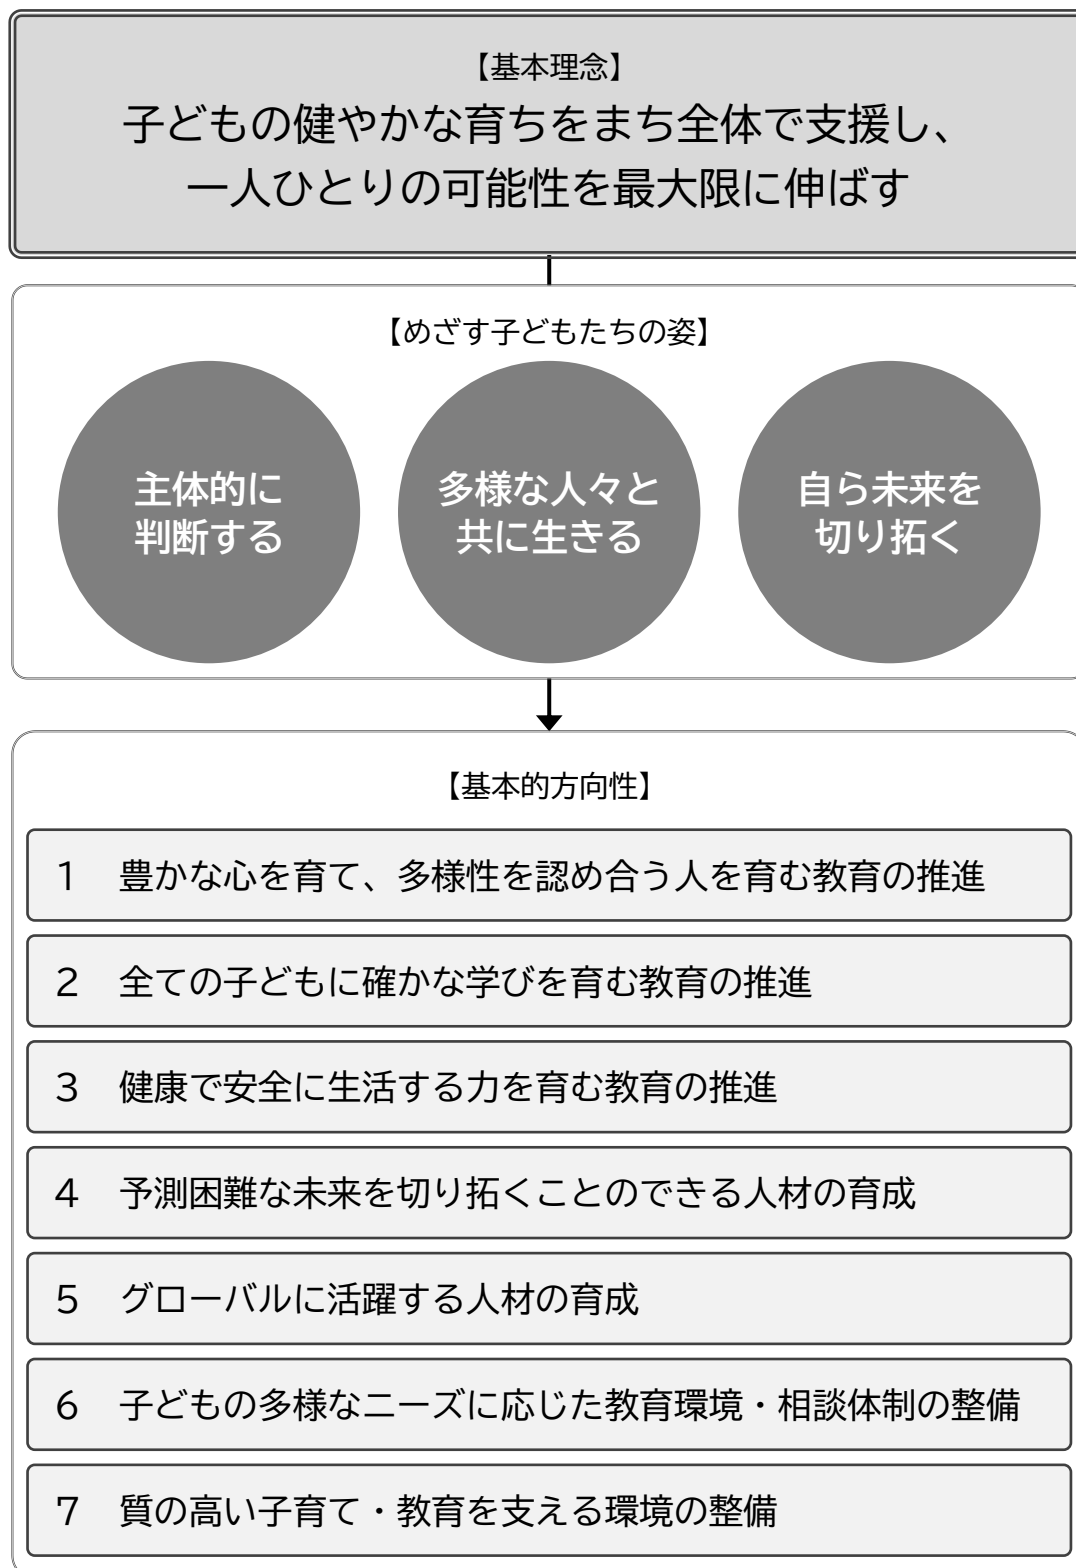 【基本理念】
子どもの健やかな育ちをまち全体で支援し、
一人ひとりの可能性を最大限に伸ばす
【めざす子どもたちの姿】
主体的に
判断する
多様な人々と
共に生きる
自ら未来を
切り拓く
【基本的方向性】
1　豊かな心を育て、多様性を認め合う人を育む教育の推進
2　全ての子どもに確かな学びを育む教育の推進
3　健康で安全に生活する力を育む教育の推進
4　予測困難な未来を切り拓くことのできる人材の育成
5　グローバルに活躍する人材の育成
6　子どもの多様なニーズに応じた教育環境・相談体制の整備
7　質の高い子育て・教育を支える環境の整備